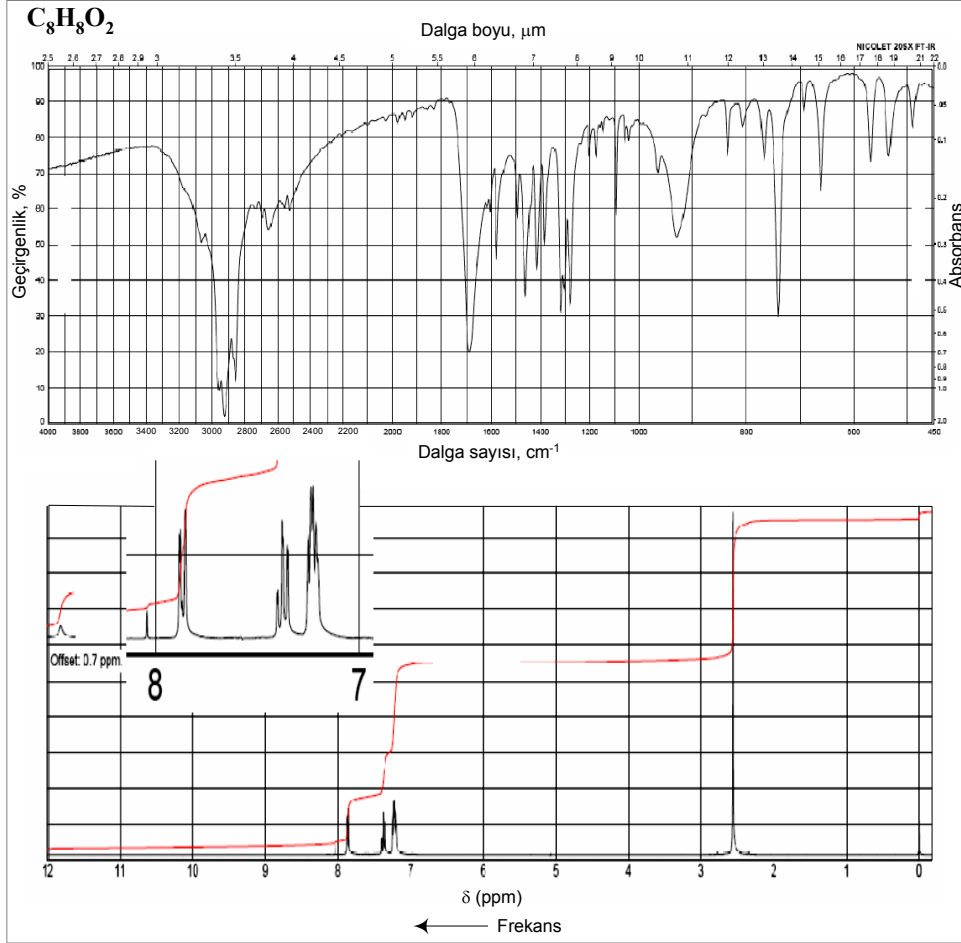 C₈H₈O₂
Dalga boyu, μm
NICOLET 20SX FT-IR
2.5 2.6 2.7 2.8 2.9 3 3.5 4 4.5 5 5.5 6 7 8 9 10 11 12 13 14 15 16 17 18 19 21 22
Geçirgenlik, %
100 90 80 70 60 50 40 30 20 10 0
Absorbans
0.0 .05 0.1 0.2 0.3 0.4 0.5 0.6 0.7 0.8 0.9 1.0 2.0
4000 3800 3600 3400 3200 3000 2800 2600 2400 2200 2000 1800 1600 1400 1200 1000 800 500 450
Dalga sayısı, cm⁻¹
Offset: 0.7 ppm.
8 7
12 11 10 9 8 7 6 5 4 3 2 1 0
δ (ppm)
Frekans